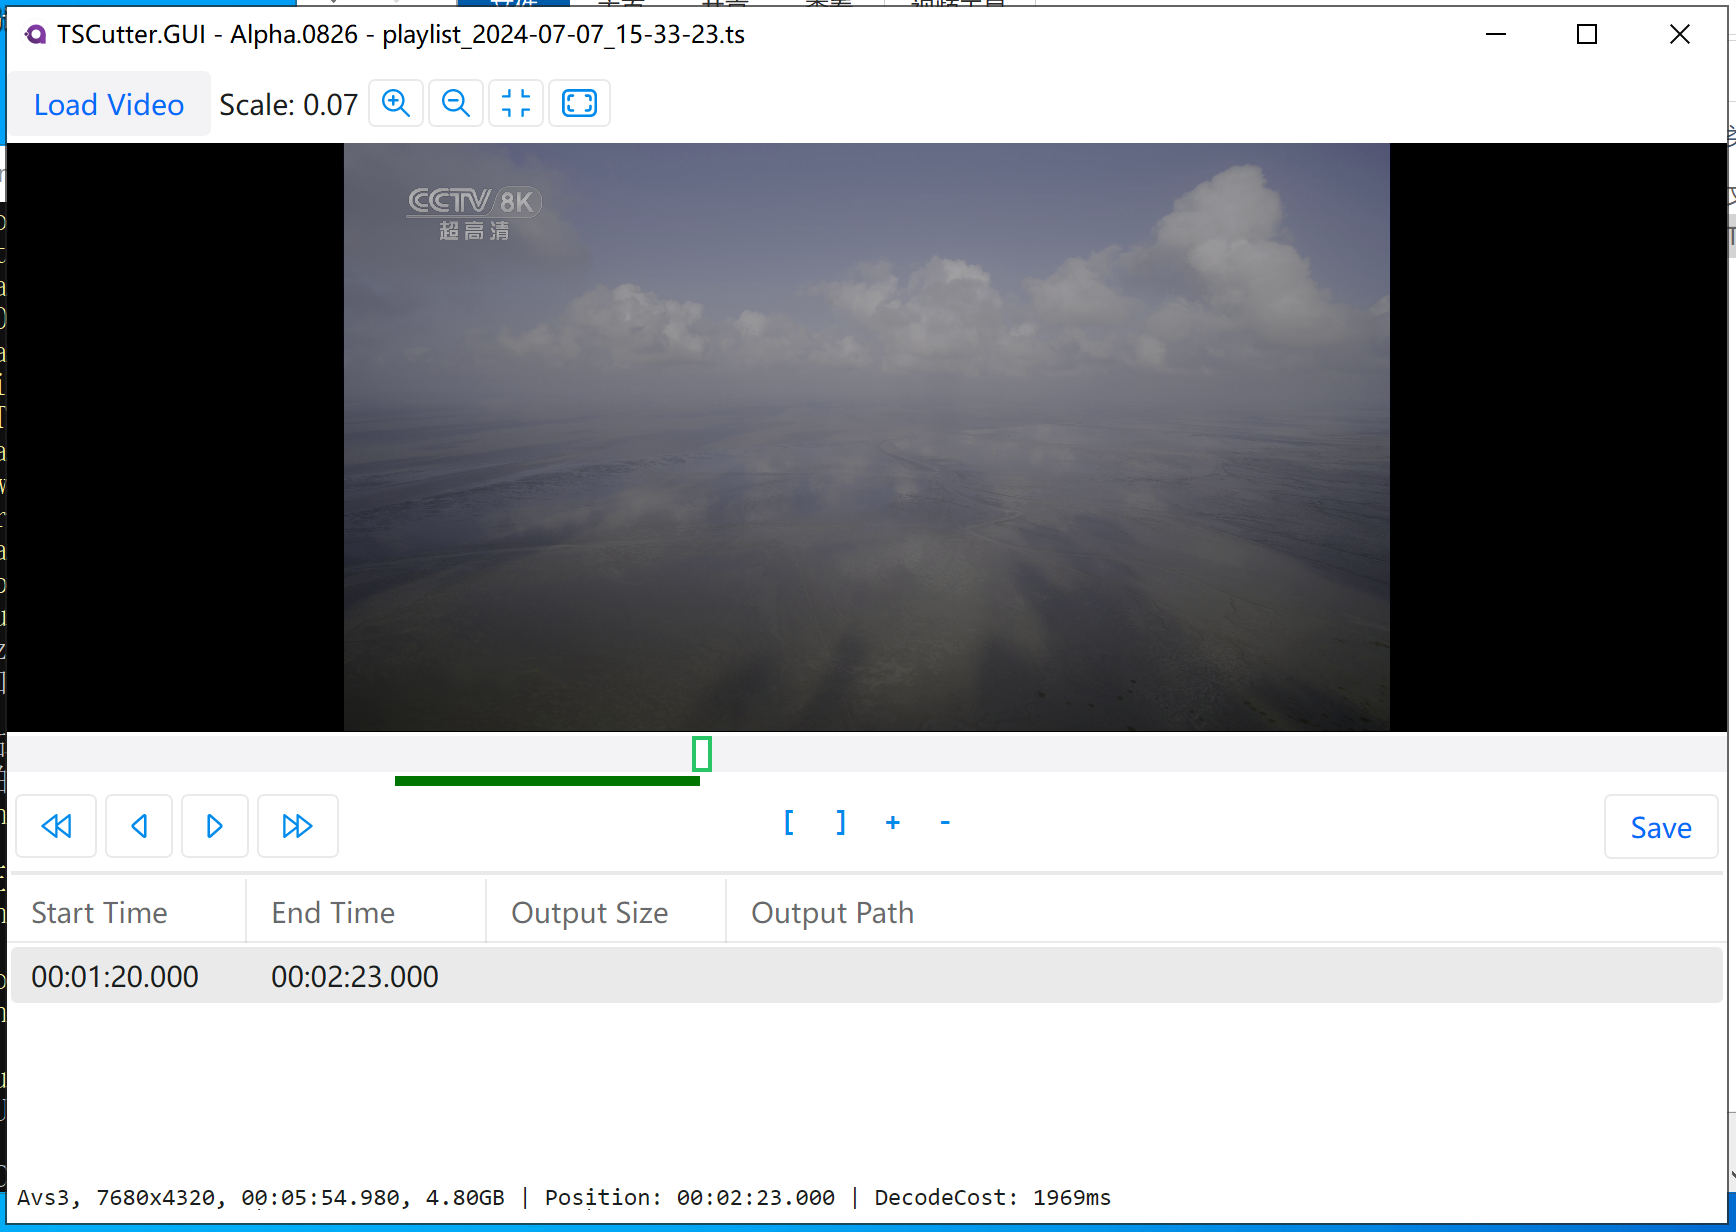 TSCutter.GUI - Alpha.0826 - playlist_2024-07-07_15-33-23.ts
Load Video Scale: 0.07
CCTV 8K
超高清
[ ] + -
Save
Start Time End Time Output Size Output Path
00:01:20.000 00:02:23.000
Avs3, 7680x4320, 00:05:54.980, 4.80GB | Position: 00:02:23.000 | DecodeCost: 1969ms